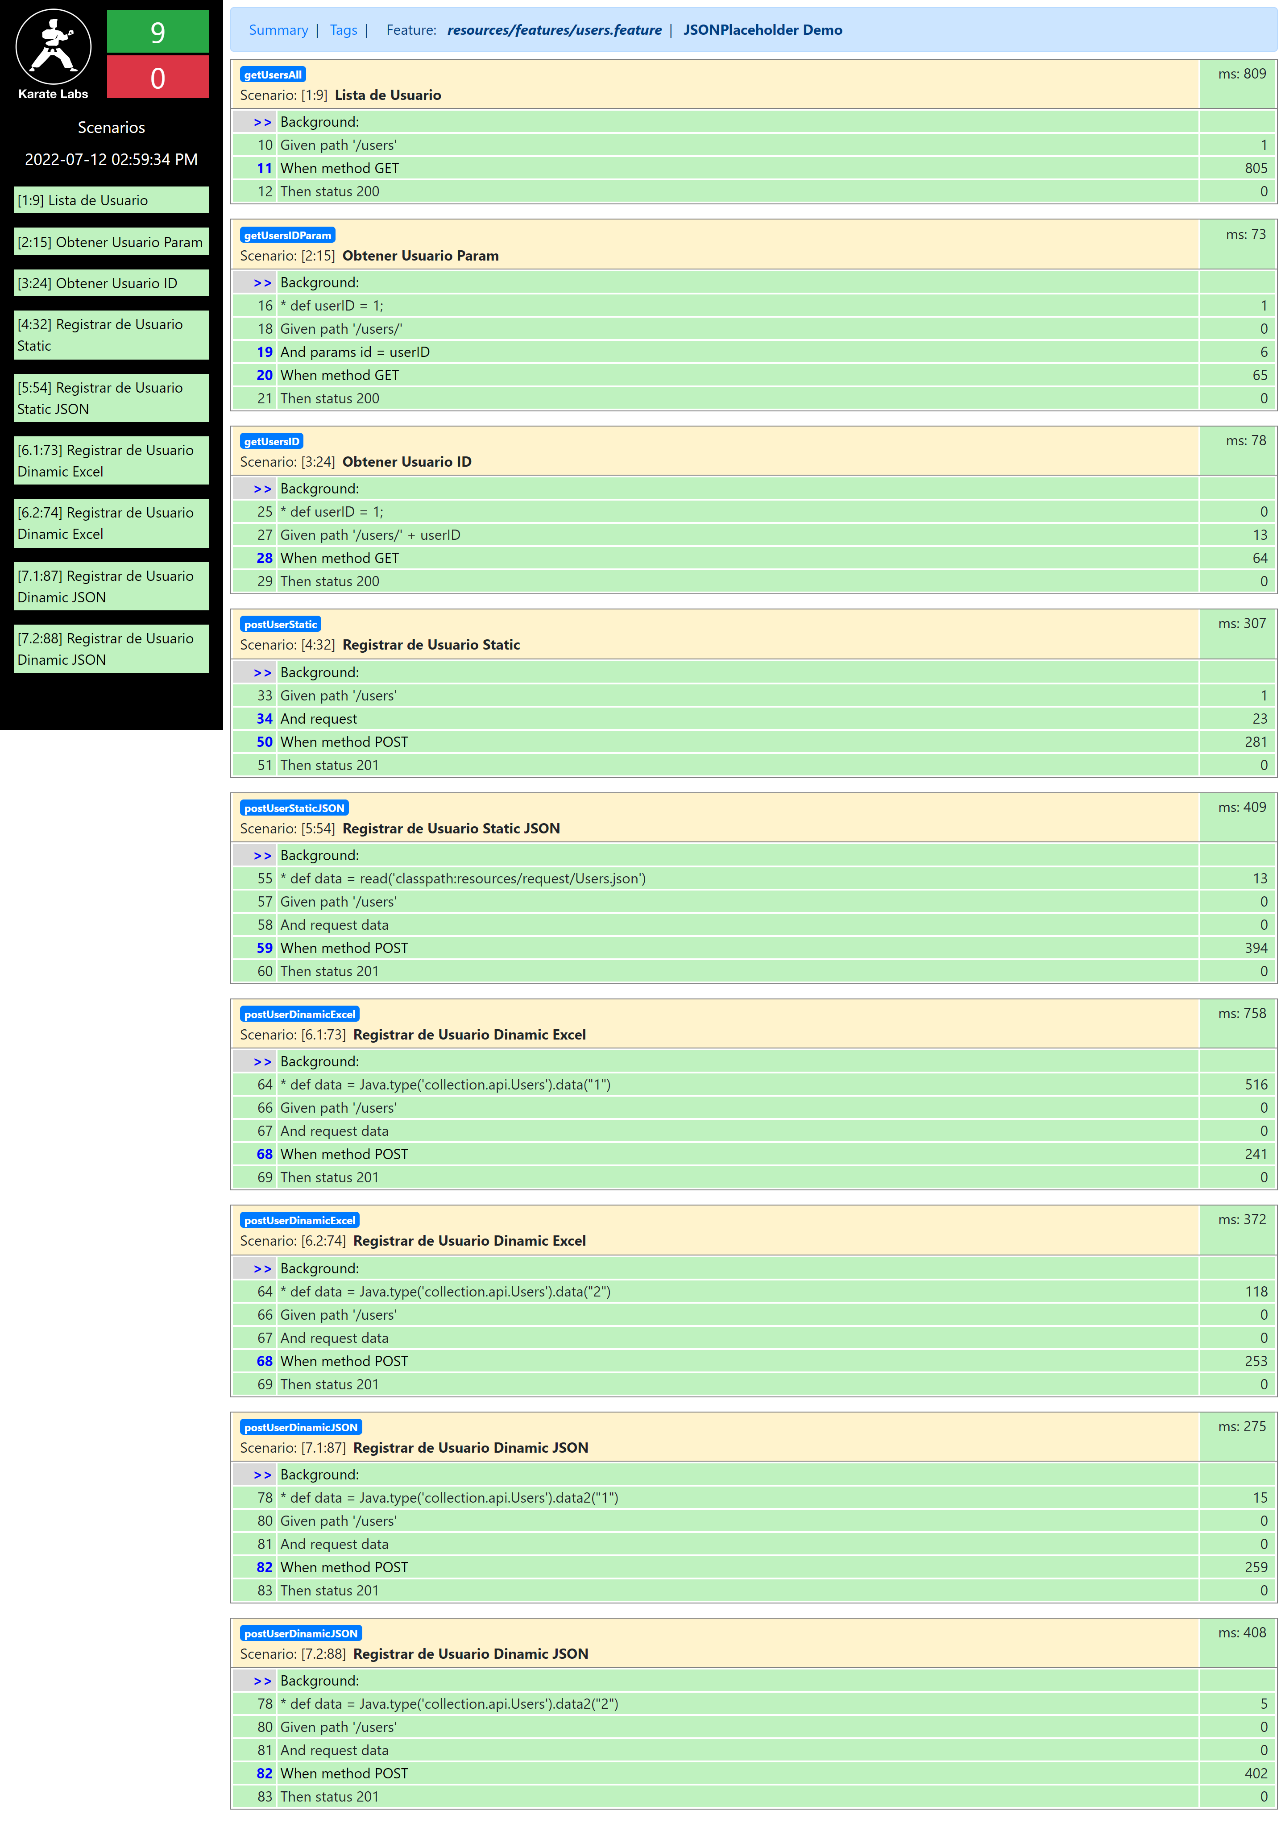 Karate Labs
9
0
Scenarios
2022-07-12 02:59:34 PM
[1:9] Lista de Usuario
[2:15] Obtener Usuario Param
[3:24] Obtener Usuario ID
[4:32] Registrar de Usuario
Static
[5:54] Registrar de Usuario
Static JSON
[6.1:73] Registrar de Usuario
Dinamic Excel
[6.2:74] Registrar de Usuario
Dinamic Excel
[7.1:87] Registrar de Usuario
Dinamic JSON
[7.2:88] Registrar de Usuario
Dinamic JSON
Summary | Tags | Feature: resources/features/users.feature | JSONPlaceholder Demo
getUsersAll ms: 809
Scenario: [1:9] Lista de Usuario
>> Background:
10 Given path '/users' 1
11 When method GET 805
12 Then status 200 0
getUsersIDParam ms: 73
Scenario: [2:15] Obtener Usuario Param
>> Background:
16 * def userID = 1; 1
18 Given path '/users/' 0
19 And params id = userID 6
20 When method GET 65
21 Then status 200 0
getUsersID ms: 78
Scenario: [3:24] Obtener Usuario ID
>> Background:
25 * def userID = 1; 0
27 Given path '/users/' + userID 13
28 When method GET 64
29 Then status 200 0
postUserStatic ms: 307
Scenario: [4:32] Registrar de Usuario Static
>> Background:
33 Given path '/users' 1
34 And request 23
50 When method POST 281
51 Then status 201 0
postUserStaticJSON ms: 409
Scenario: [5:54] Registrar de Usuario Static JSON
>> Background:
55 * def data = read('classpath:resources/request/Users.json') 13
57 Given path '/users' 0
58 And request data 0
59 When method POST 394
60 Then status 201 0
postUserDinamicExcel ms: 758
Scenario: [6.1:73] Registrar de Usuario Dinamic Excel
>> Background:
64 * def data = Java.type('collection.api.Users').data("1") 516
66 Given path '/users' 0
67 And request data 0
68 When method POST 241
69 Then status 201 0
postUserDinamicExcel ms: 372
Scenario: [6.2:74] Registrar de Usuario Dinamic Excel
>> Background:
64 * def data = Java.type('collection.api.Users').data("2") 118
66 Given path '/users' 0
67 And request data 0
68 When method POST 253
69 Then status 201 0
postUserDinamicJSON ms: 275
Scenario: [7.1:87] Registrar de Usuario Dinamic JSON
>> Background:
78 * def data = Java.type('collection.api.Users').data2("1") 15
80 Given path '/users' 0
81 And request data 0
82 When method POST 259
83 Then status 201 0
postUserDinamicJSON ms: 408
Scenario: [7.2:88] Registrar de Usuario Dinamic JSON
>> Background:
78 * def data = Java.type('collection.api.Users').data2("2") 5
80 Given path '/users' 0
81 And request data 0
82 When method POST 402
83 Then status 201 0